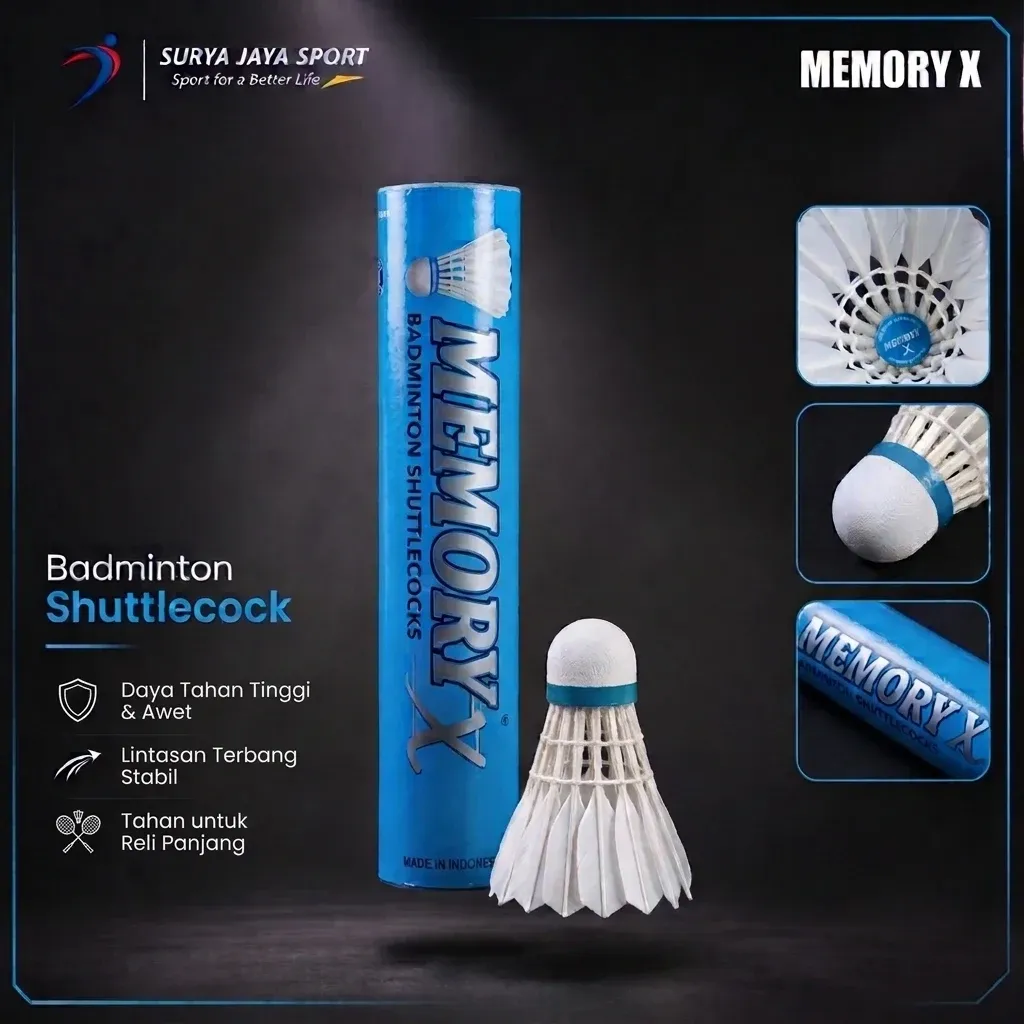 SURYA JAYA SPORT
Sport for a Better Life
MEMORY X
MEMORY X
BADMINTON SHUTTLECOCKS
MADE IN INDONES
MEMORY
X
MEMORY X
BADMINTON SHUTTLECOCKS
Badminton
Shuttlecock
Daya Tahan Tinggi
& Awet
Lintasan Terbang
Stabil
Tahan untuk
Reli Panjang